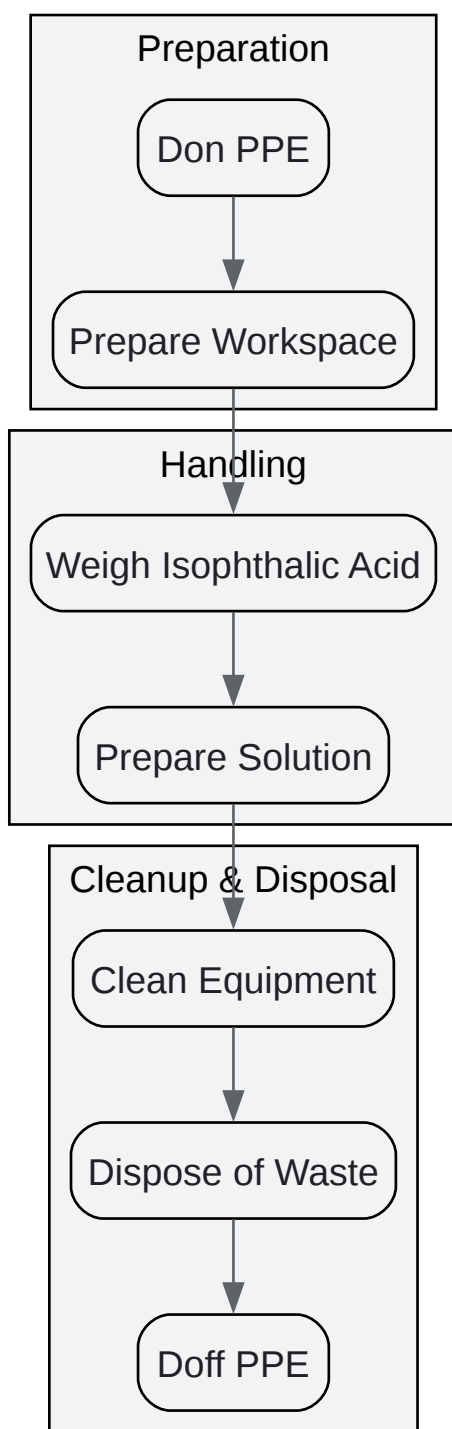 Preparation
Don PPE
Prepare Workspace
Handling
Weigh Isophthalic Acid
Prepare Solution
Cleanup & Disposal
Clean Equipment
Dispose of Waste
Doff PPE